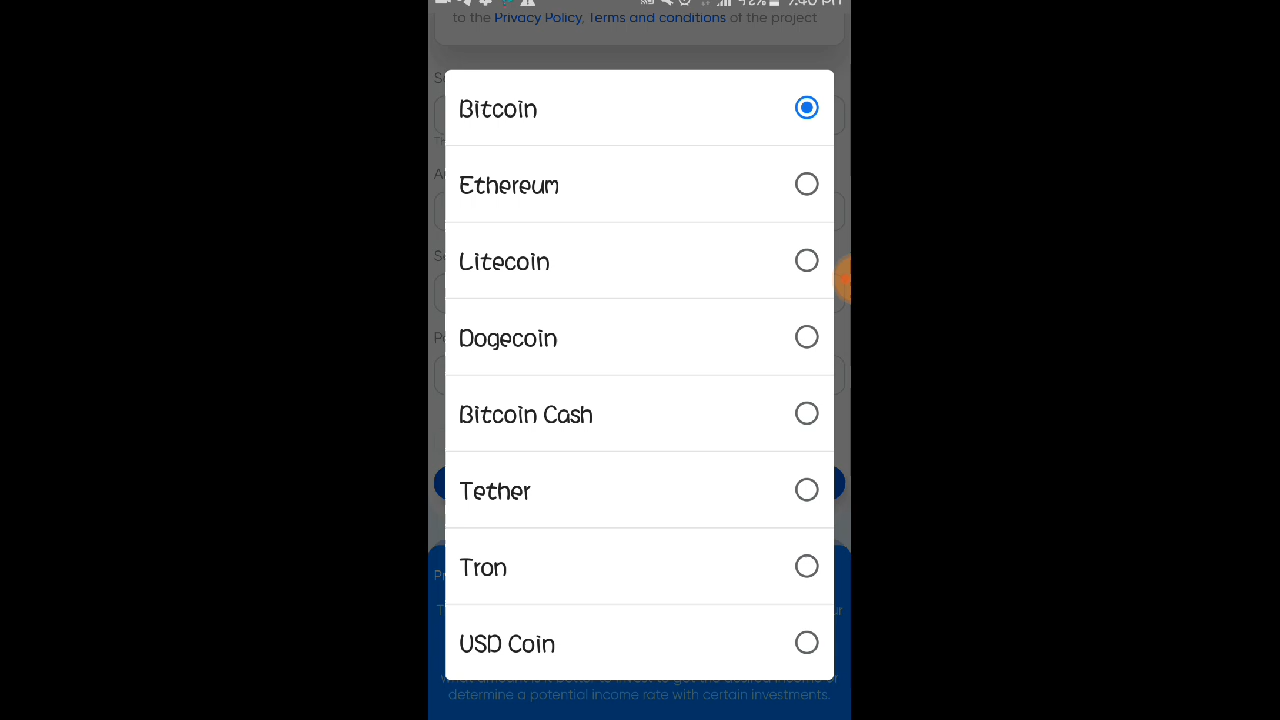 to the Privacy Policy, Terms and conditions of the project
Bitcoin
Ethereum
Litecoin
Dogecoin
Bitcoin Cash
Tether
Tron
USD Coin
determine a potential income rate with certain investments.